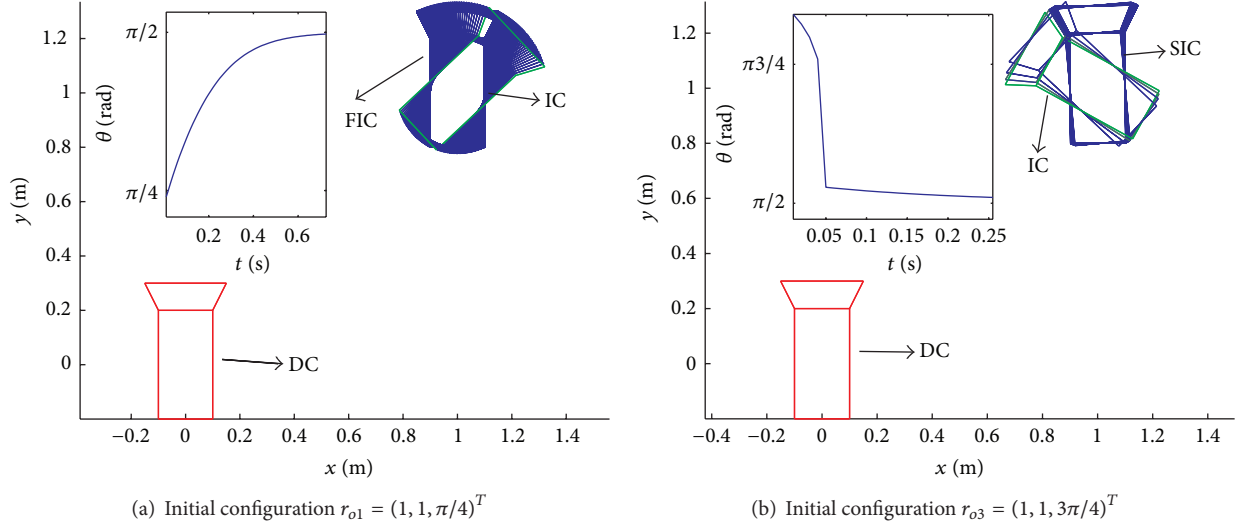 1.2
1
0.8
0.6
0.4
0.2
0
y (m)
−0.2 0 0.2 0.4 0.6 0.8 1 1.2 1.4
x (m)
π/2
π/4
θ (rad)
0.2 0.4 0.6
t (s)
FIC
IC
DC
(a) Initial configuration r_{o1} = (1, 1, π/4)^T
1.2
1
0.8
0.6
0.4
0.2
0
y (m)
−0.4 −0.2 0 0.2 0.4 0.6 0.8 1 1.2 1.4
x (m)
π3/4
π/2
θ (rad)
0.05 0.1 0.15 0.2 0.25
t (s)
SIC
IC
DC
(b) Initial configuration r_{o3} = (1, 1, 3π/4)^T